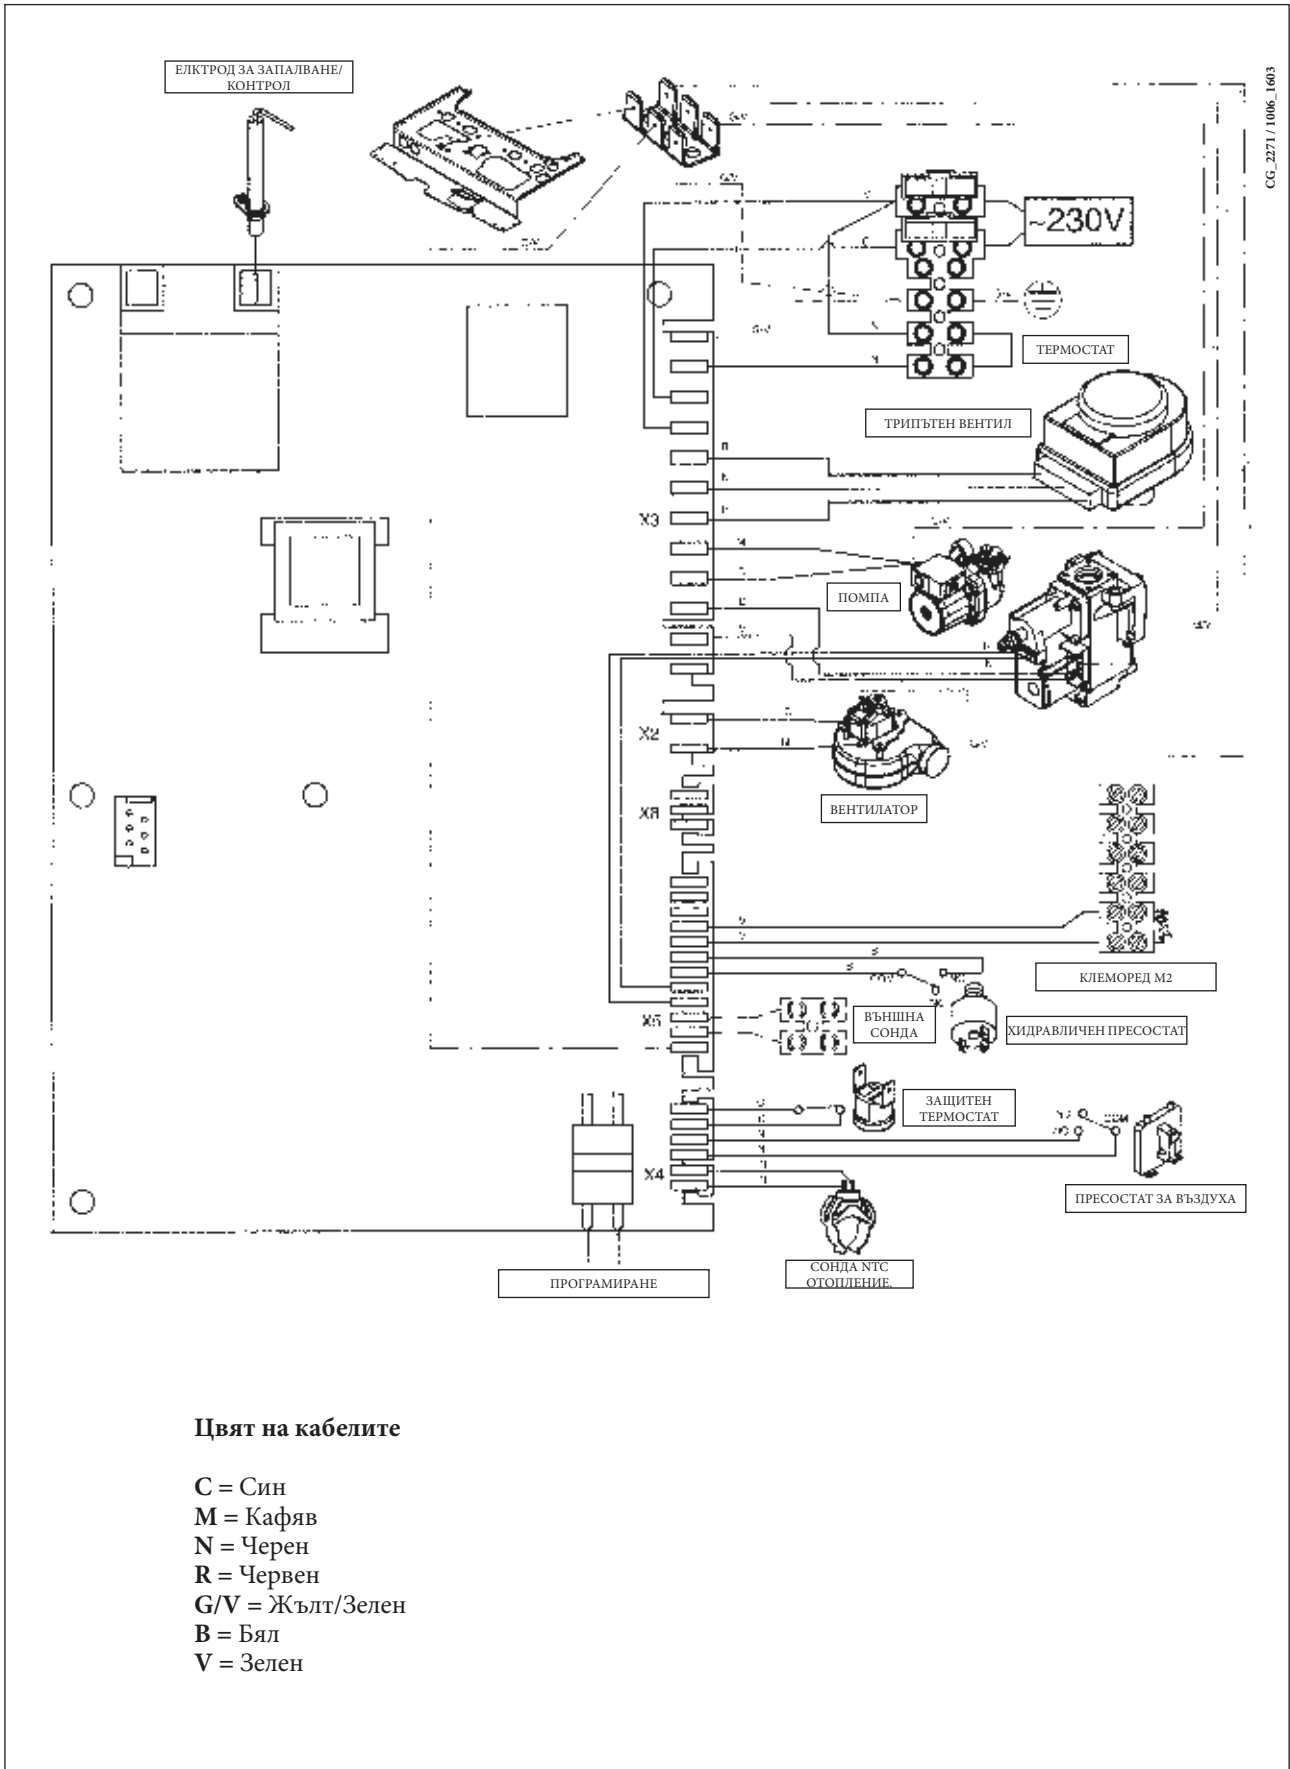 CG_2271 / 1006_1603
ЕЛКТРОД ЗА ЗАПАЛВАНЕ/
КОНТРОЛ
~230V
ТЕРМОСТАТ
ТРИПЪТЕН ВЕНТИЛ
X3
ПОМПА
X2
ВЕНТИЛАТОР
КЛЕМОРЕД М2
ВЪНШНА
СОНДА
ХИДРАВЛИЧЕН ПРЕСОСТАТ
X5
ЗАЩИТЕН
ТЕРМОСТАТ
COM
X4
ПРЕСОСТАТ ЗА ВЪЗДУХА
СОНДА NTC
ОТОПЛЕНИЕ.
ПРОГРАМИРАНЕ
Цвят на кабелите
C = Син
M = Кафяв
N = Черен
R = Червен
G/V = Жълт/Зелен
B = Бял
V = Зелен